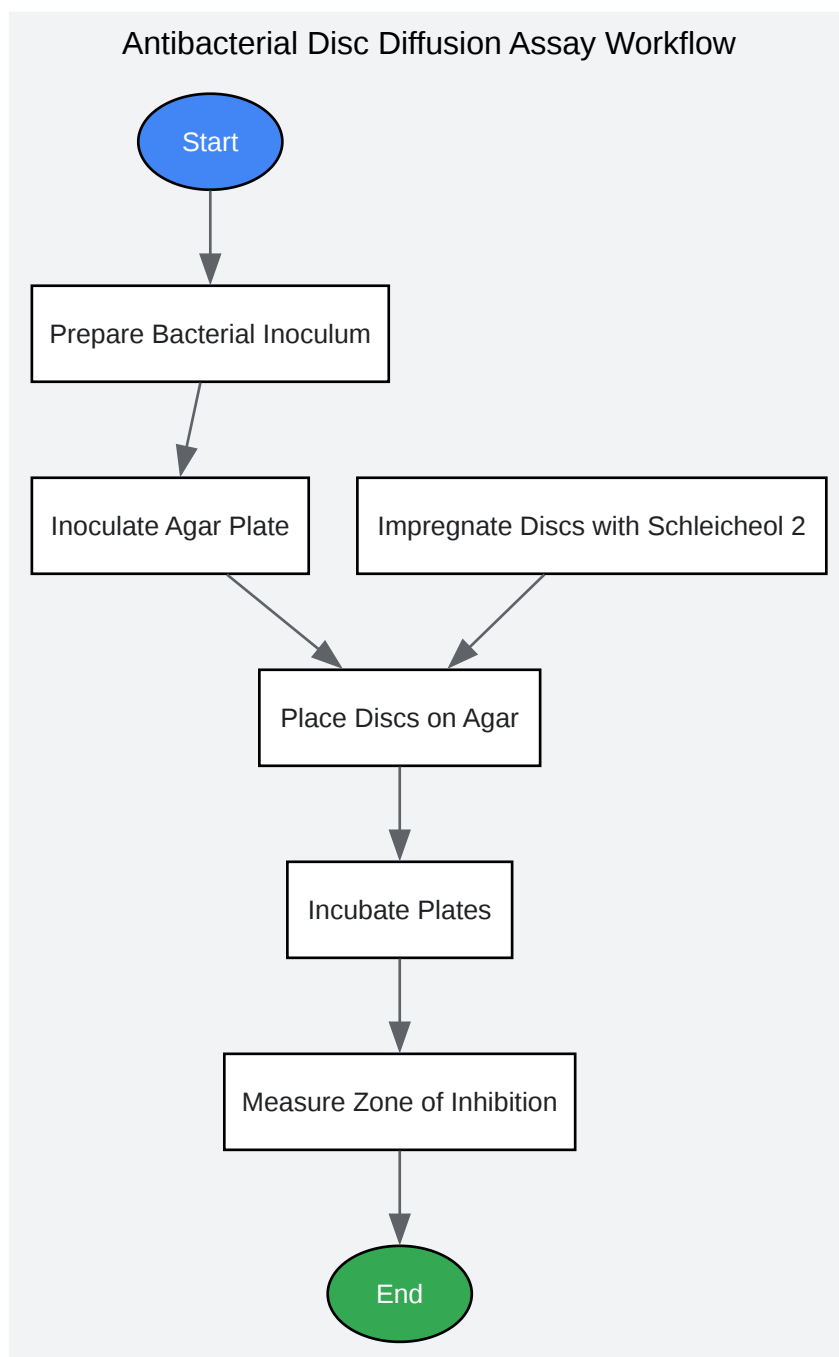 Antibacterial Disc Diffusion Assay Workflow
Start
Prepare Bacterial Inoculum
Inoculate Agar Plate
Impregnate Discs with Schleicheol 2
Place Discs on Agar
Incubate Plates
Measure Zone of Inhibition
End